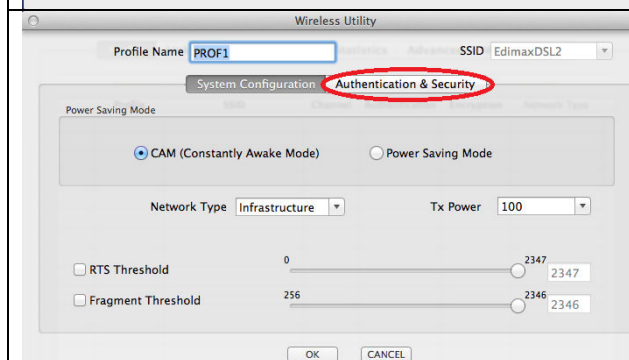 Wireless Utility
Profile Name PROF1 SSID EdimaxDSL2
System Configuration Authentication & Security
Power Saving Mode
CAM (Constantly Awake Mode) Power Saving Mode
Network Type Infrastructure Tx Power 100
RTS Threshold 0 2347 2347
Fragment Threshold 256 2346 2346
OK CANCEL